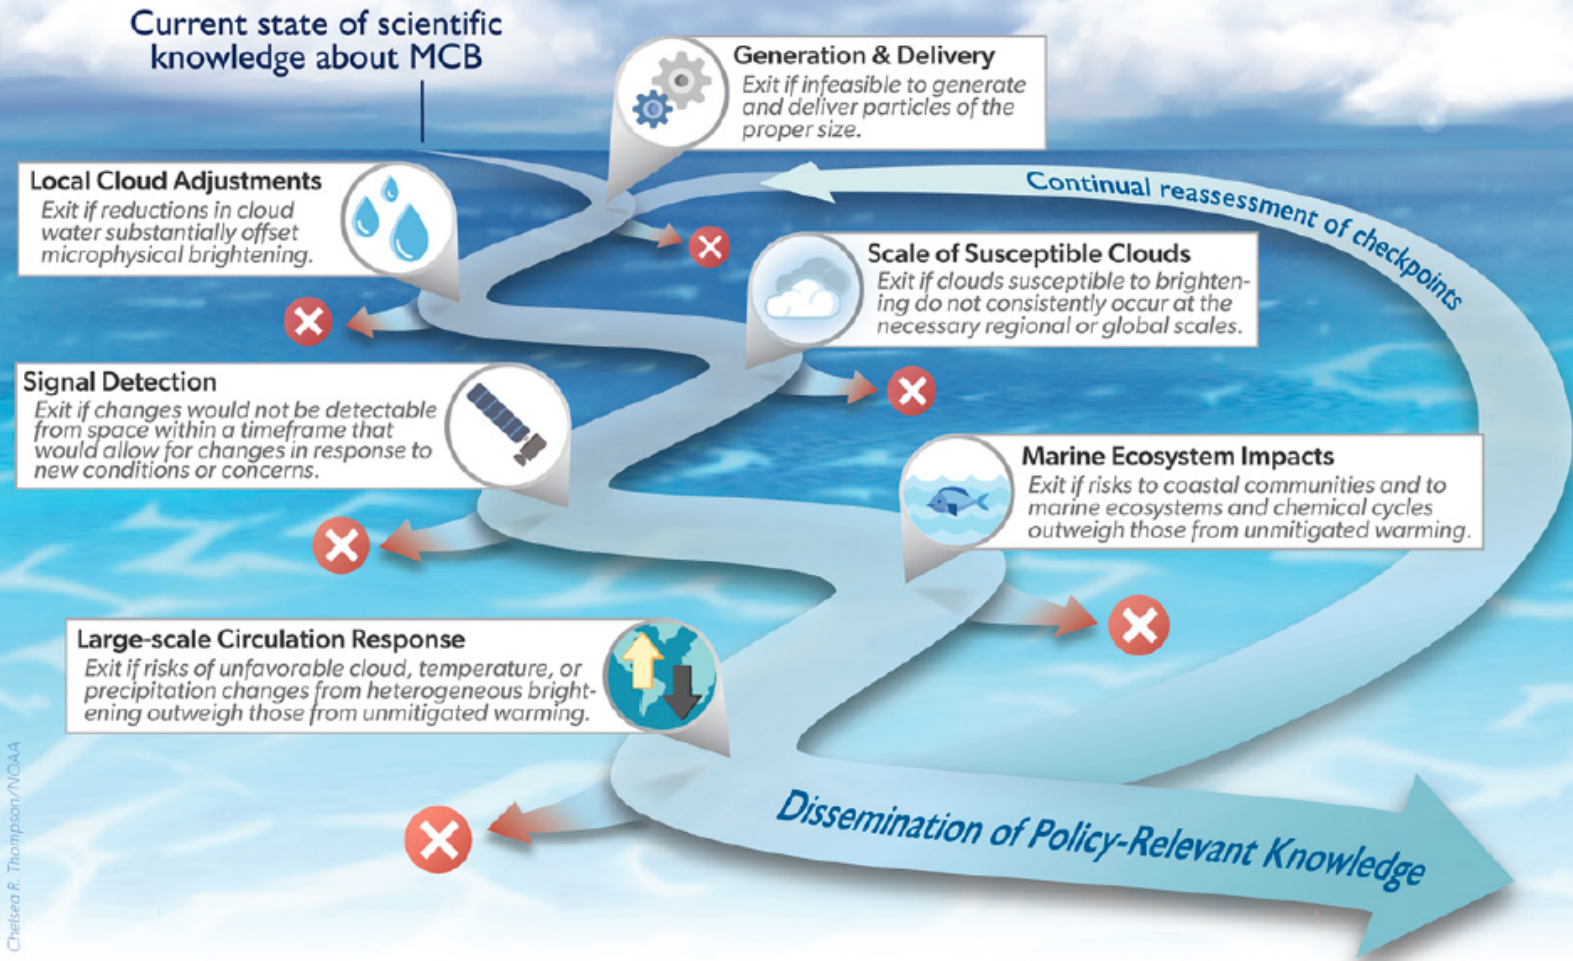 Current state of scientific
knowledge about MCB
Generation & Delivery
Exit if infeasible to generate
and deliver particles of the
proper size.
Local Cloud Adjustments
Exit if reductions in cloud
water substantially offset
microphysical brightening.
Continual reassessment of checkpoints
Scale of Susceptible Clouds
Exit if clouds susceptible to brighten-
ing do not consistently occur at the
necessary regional or global scales.
Signal Detection
Exit if changes would not be detectable
from space within a timeframe that
would allow for changes in response to
new conditions or concerns.
Marine Ecosystem Impacts
Exit if risks to coastal communities and to
marine ecosystems and chemical cycles
outweigh those from unmitigated warming.
Large-scale Circulation Response
Exit if risks of unfavorable cloud, temperature, or
precipitation changes from heterogeneous bright-
ening outweigh those from unmitigated warming.
Dissemination of Policy-Relevant Knowledge
Chelsea R. Thompson/NOAA